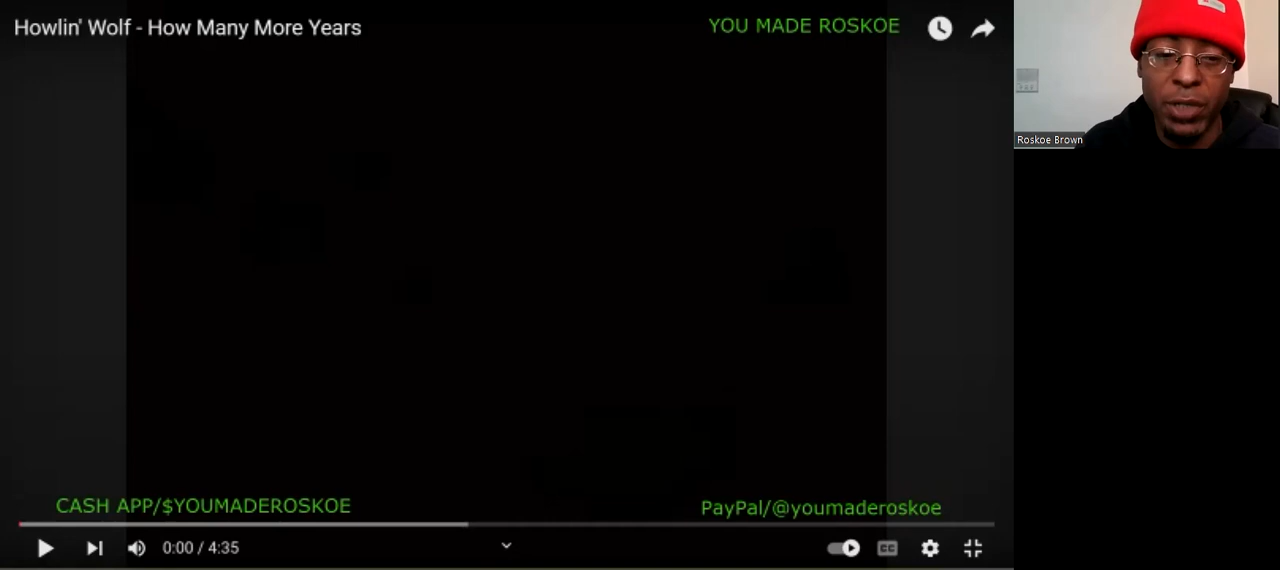 Howlin' Wolf - How Many More Years
YOU MADE ROSKOE
Roskoe Brown
CASH APP/$YOUMADEROSKOE
PayPal/@youmaderoskoe
0:00 / 4:35
CC